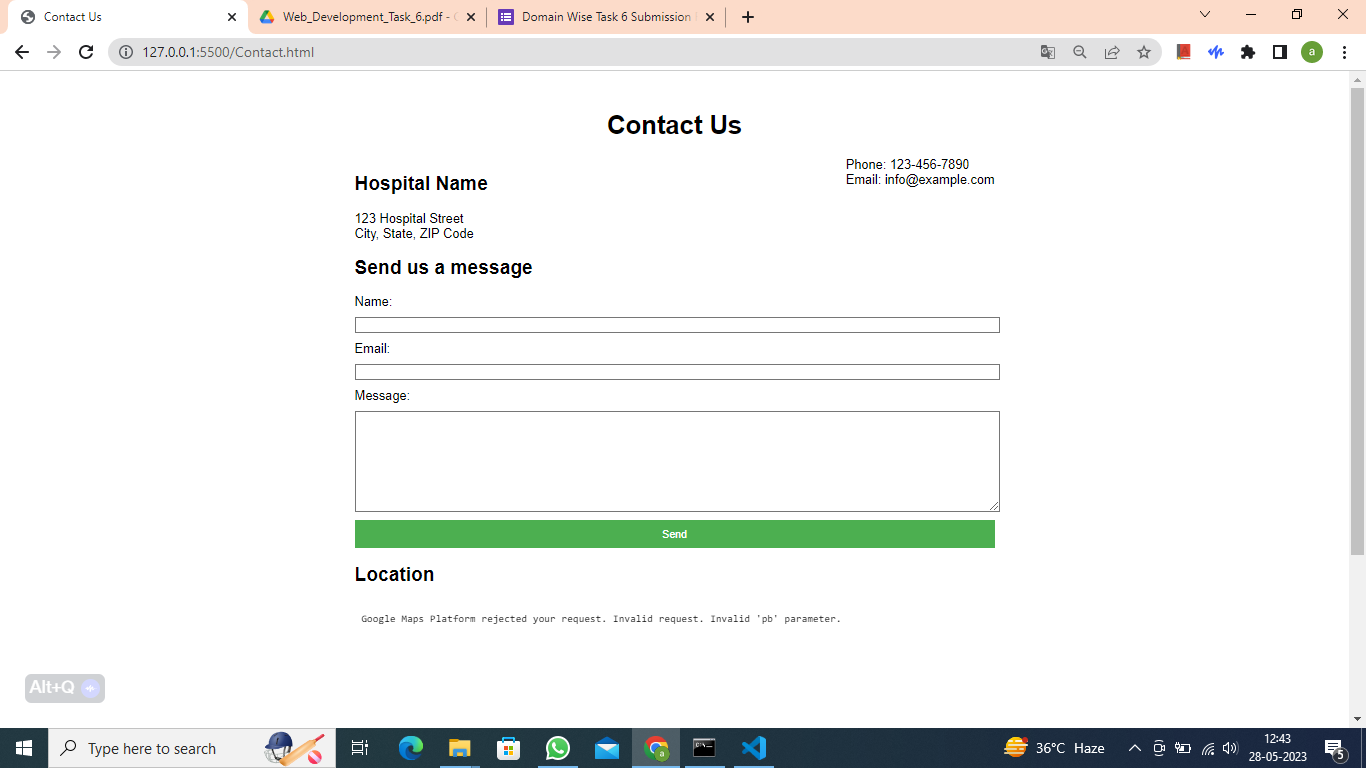 Contact Us
Web_Development_Task_6.pdf - 
Domain Wise Task 6 Submission
127.0.0.1:5500/Contact.html
a
Contact Us
Phone: 123-456-7890
Email: info@example.com
Hospital Name
123 Hospital Street
City, State, ZIP Code
Send us a message
Name:
Email:
Message:
Send
Location
Google Maps Platform rejected your request. Invalid request. Invalid 'pb' parameter.
Alt+Q
Type here to search
a
36°C Haze
12:43
28-05-2023
5